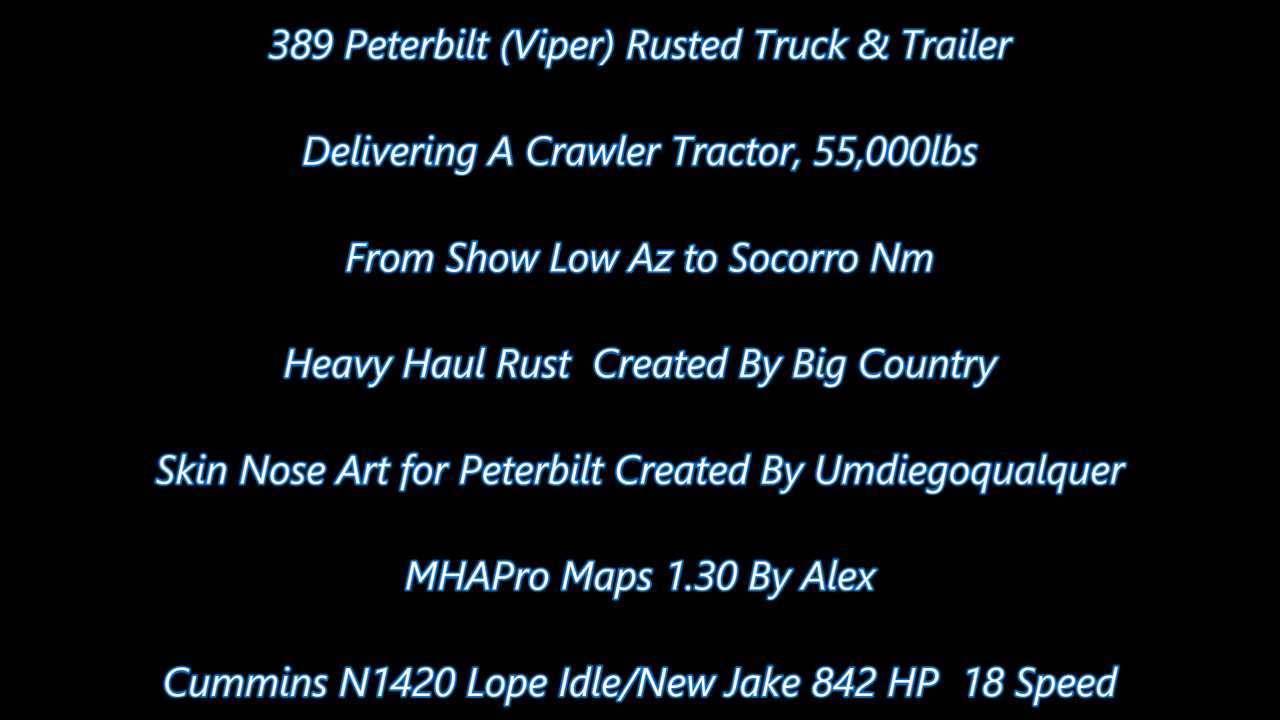 389 Peterbilt (Viper) Rusted Truck & Trailer
Delivering A Crawler Tractor, 55,000lbs
From Show Low Az to Socorro Nm
Heavy Haul Rust  Created By Big Country
Skin Nose Art for Peterbilt Created By Umdiegoqualquer
MHAPro Maps 1.30 By Alex
Cummins N1420 Lope Idle/New Jake 842 HP  18 Speed